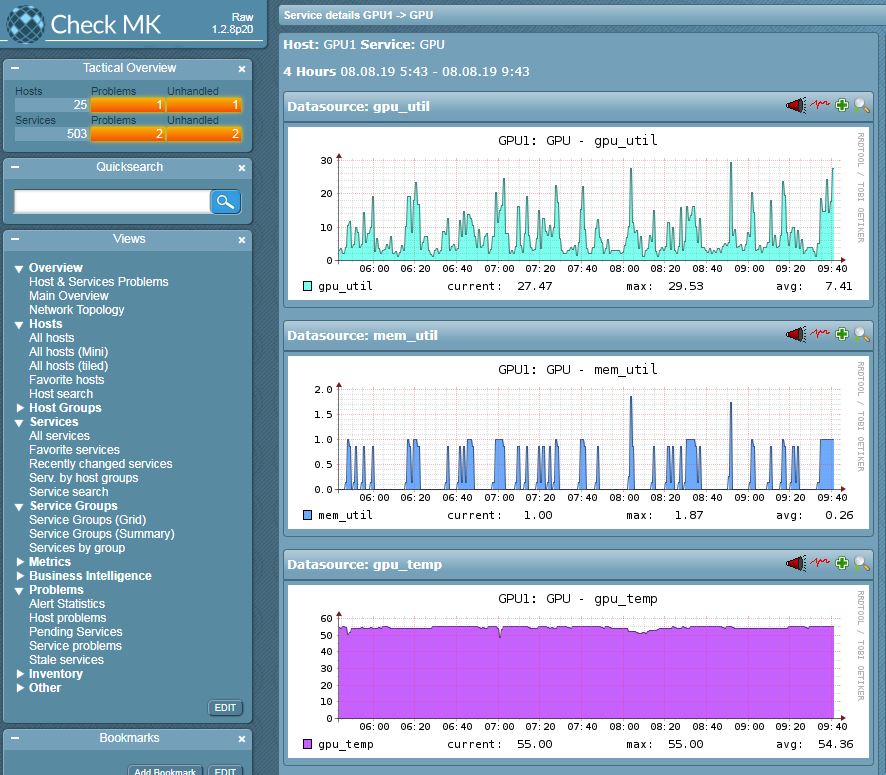 Check MK
Raw
1.2.8p20
Tactical Overview
Hosts Problems Unhandled
25 1 1
Services Problems Unhandled
503 2 2
Quicksearch
Views
Overview
Host & Services Problems
Main Overview
Network Topology
Hosts
All hosts
All hosts (Mini)
All hosts (tiled)
Favorite hosts
Host search
Host Groups
Services
All services
Favorite services
Recently changed services
Serv. by host groups
Service search
Service Groups
Service Groups (Grid)
Service Groups (Summary)
Services by group
Metrics
Business Intelligence
Problems
Alert Statistics
Host problems
Pending Services
Service problems
Stale services
Inventory
Other
EDIT
Bookmarks
Add Bookmark EDIT
Service details GPU1 -> GPU
Host: GPU1 Service: GPU
4 Hours 08.08.19 5:43 - 08.08.19 9:43
Datasource: gpu_util
GPU1: GPU - gpu_util
30
20
10
0
06:00 06:20 06:40 07:00 07:20 07:40 08:00 08:20 08:40 09:00 09:20 09:40
gpu_util current: 27.47 max: 29.53 avg: 7.41
RRDTOOL / TOBI OETIKER
Datasource: mem_util
GPU1: GPU - mem_util
2.0
1.5
1.0
0.5
0.0
06:00 06:20 06:40 07:00 07:20 07:40 08:00 08:20 08:40 09:00 09:20 09:40
mem_util current: 1.00 max: 1.87 avg: 0.26
RRDTOOL / TOBI OETIKER
Datasource: gpu_temp
GPU1: GPU - gpu_temp
60
50
40
30
20
10
0
06:00 06:20 06:40 07:00 07:20 07:40 08:00 08:20 08:40 09:00 09:20 09:40
gpu_temp current: 55.00 max: 55.00 avg: 54.36
RRDTOOL / TOBI OETIKER